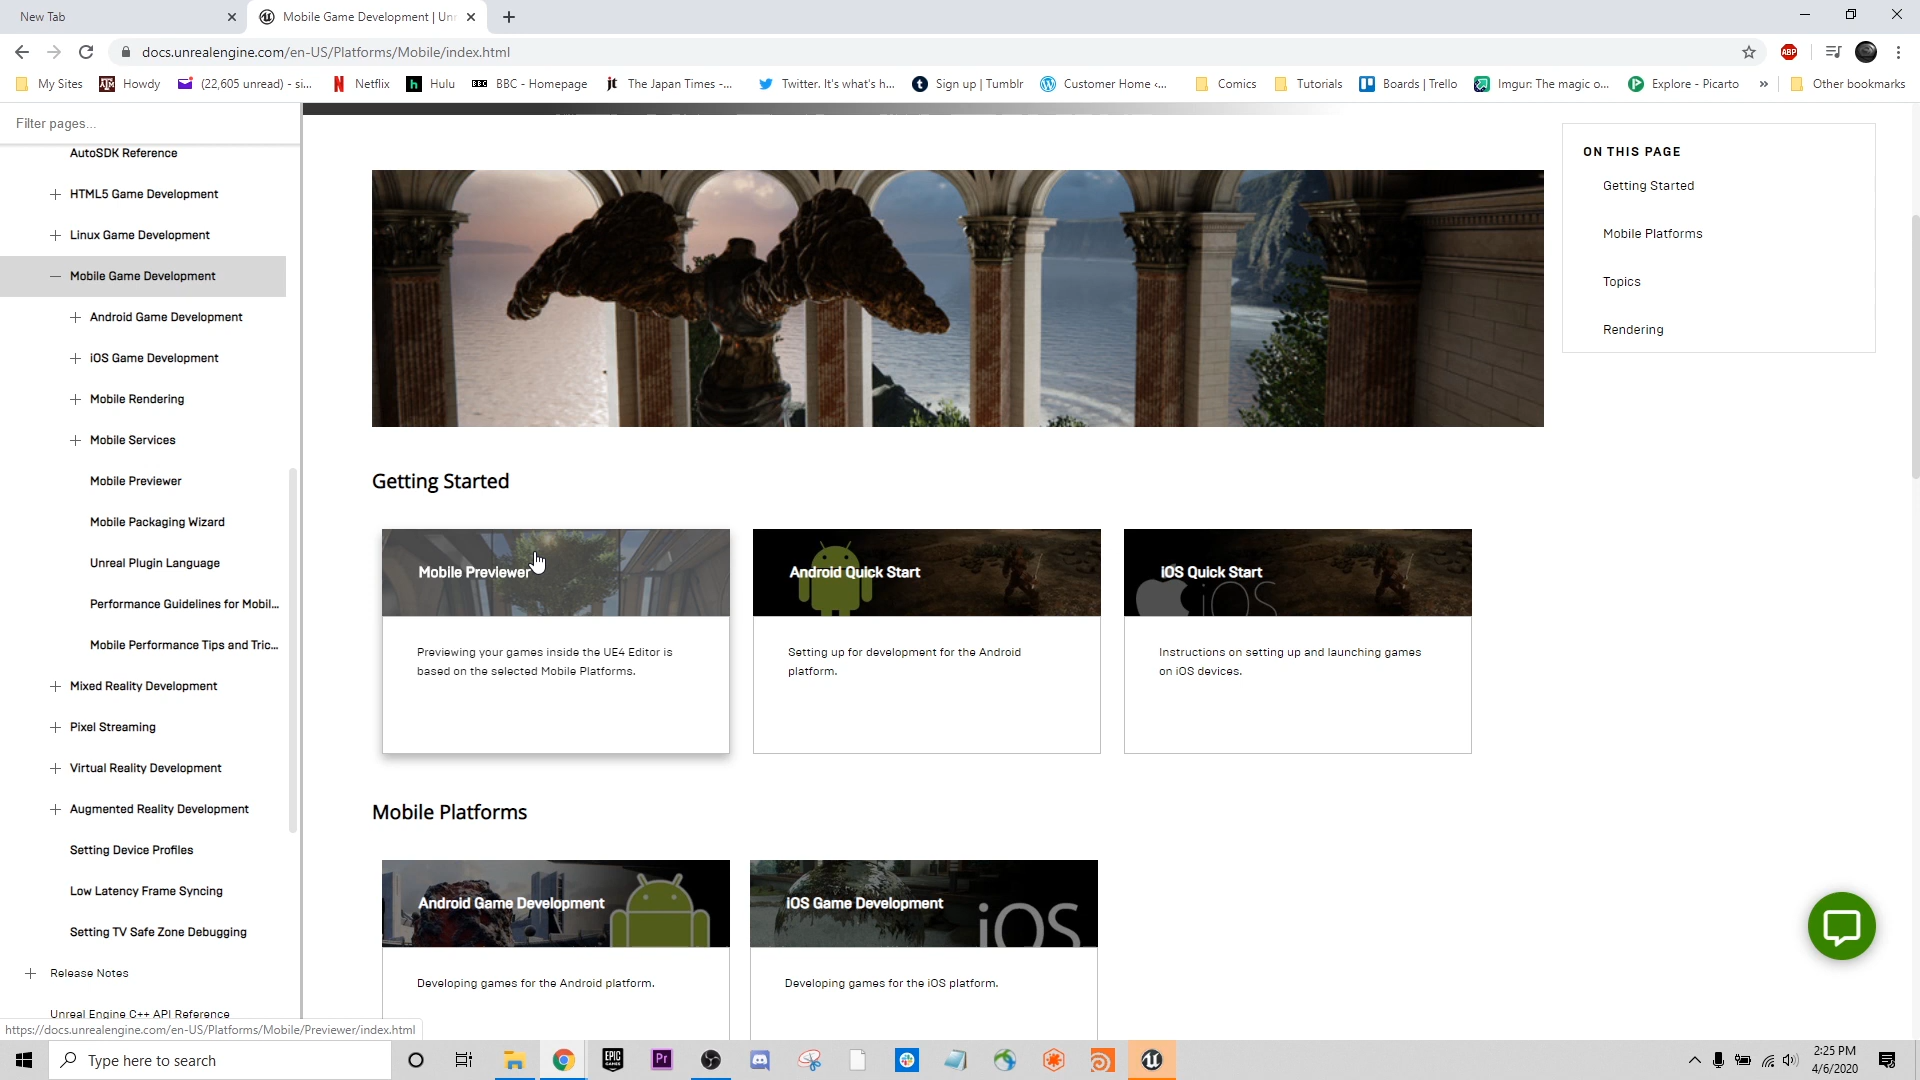 New Tab
Mobile Game Development | Unr
docs.unrealengine.com/en-US/Platforms/Mobile/index.html
ABP
My Sites
Howdy
(22,605 unread) - si...
Netflix
Hulu
BBC - Homepage
The Japan Times -...
Twitter. It's what's h...
Sign up | Tumblr
Customer Home ‹...
Comics
Tutorials
Boards | Trello
Imgur: The magic o...
Explore - Picarto
»
Other bookmarks
Filter pages...
AutoSDK Reference
HTML5 Game Development
Linux Game Development
Mobile Game Development
Android Game Development
iOS Game Development
Mobile Rendering
Mobile Services
Mobile Previewer
Mobile Packaging Wizard
Unreal Plugin Language
Performance Guidelines for Mobil...
Mobile Performance Tips and Tric...
Mixed Reality Development
Pixel Streaming
Virtual Reality Development
Augmented Reality Development
Setting Device Profiles
Low Latency Frame Syncing
Setting TV Safe Zone Debugging
Release Notes
Unreal Engine C++ API Reference
https://docs.unrealengine.com/en-US/Platforms/Mobile/Previewer/index.html
Getting Started
Mobile Previewer
Previewing your games inside the UE4 Editor is
based on the selected Mobile Platforms.
Android Quick Start
Setting up for development for the Android
platform.
iOS Quick Start
iOS
Instructions on setting up and launching games
on iOS devices.
Mobile Platforms
Android Game Development
Developing games for the Android platform.
iOS Game Development
iOS
Developing games for the iOS platform.
ON THIS PAGE
Getting Started
Mobile Platforms
Topics
Rendering
Type here to search
EPIC GAMES
Pr
2:25 PM
4/6/2020